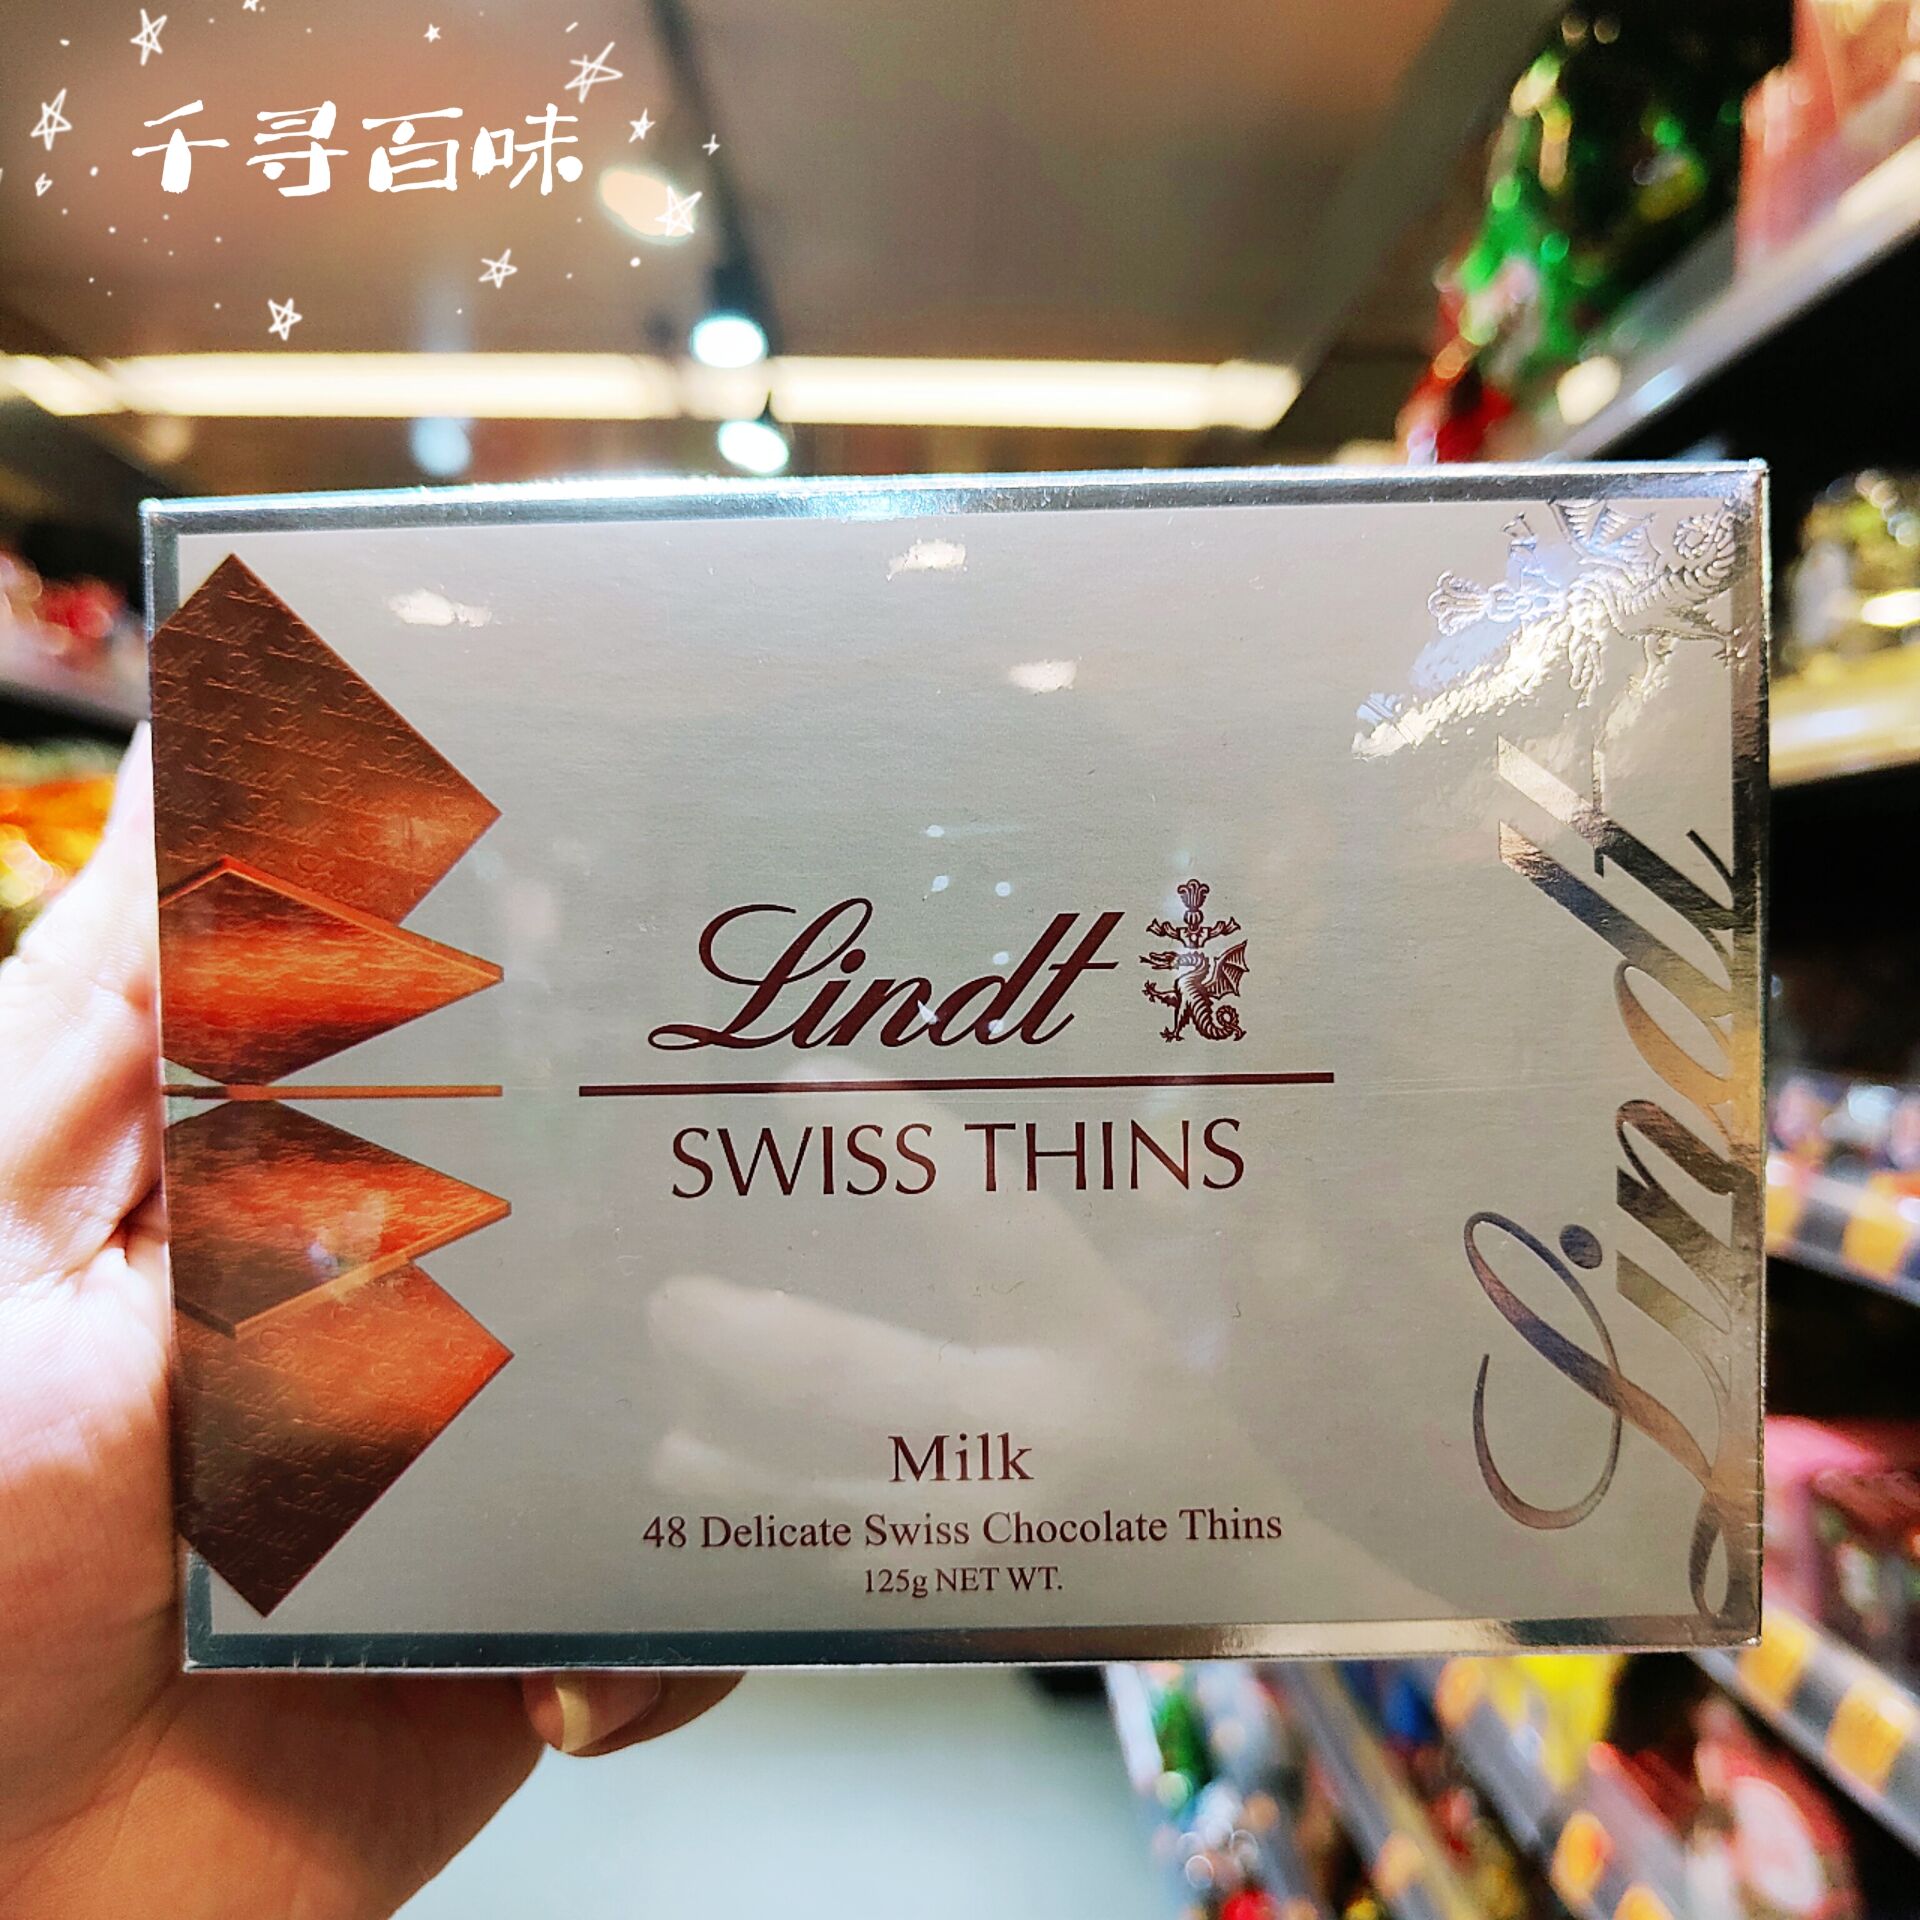 千寻百味
Lindt
SWISS THINS
Milk
48 Delicate Swiss Chocolate Thins
125g NET WT.
Lindt